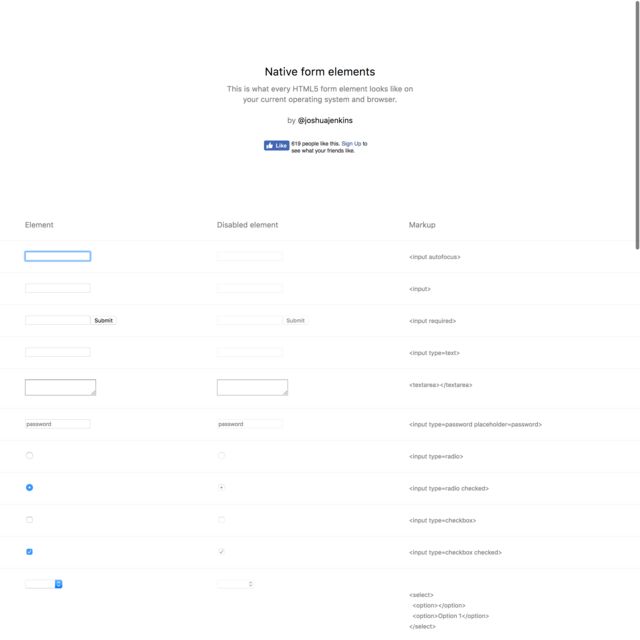 Native form elements
This is what every HTML5 form element looks like on
your current operating system and browser.
by @joshuajenkins
Like 619 people like this. Sign Up to
see what your friends like.
Element Disabled element Markup
<input autofocus>
<input>
Submit Submit <input required>
<input type=text>
<textarea></textarea>
password password <input type=password placeholder=password>
<input type=radio>
<input type=radio checked>
<input type=checkbox>
<input type=checkbox checked>
<select>
<option></option>
<option>Option 1</option>
</select>